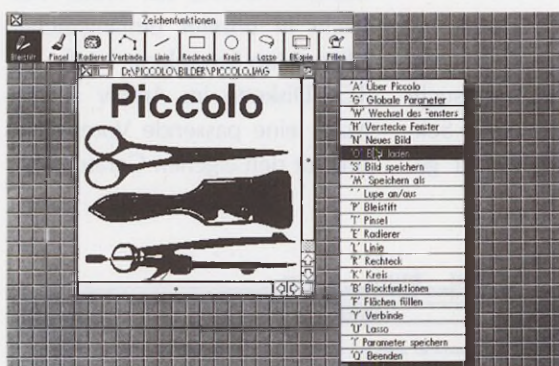 Zeichenfunktionen
Bleistift Pinsel Radierer Verbinde Linie Rechteck Kreis Lasso BKopie Füllen
D:\PICCOLO\BILDER\PICCOLO.IMG
Piccolo
'A' Über Piccolo
'G' Globale Parameter
'W' Wechsel des Fensters
'H' Verstecke Fenster
'N' Neues Bild
'O' Bild laden
'S' Bild speichern
'M' Speichern als
' ' Lupe an/aus
'P' Bleistift
'T' Pinsel
'E' Radierer
'L' Linie
'R' Rechteck
'K' Kreis
'B' Blockfunktionen
'F' Flächen füllen
'V' Verbinde
'U' Lasso
Parameter speichern
'Q' Beenden